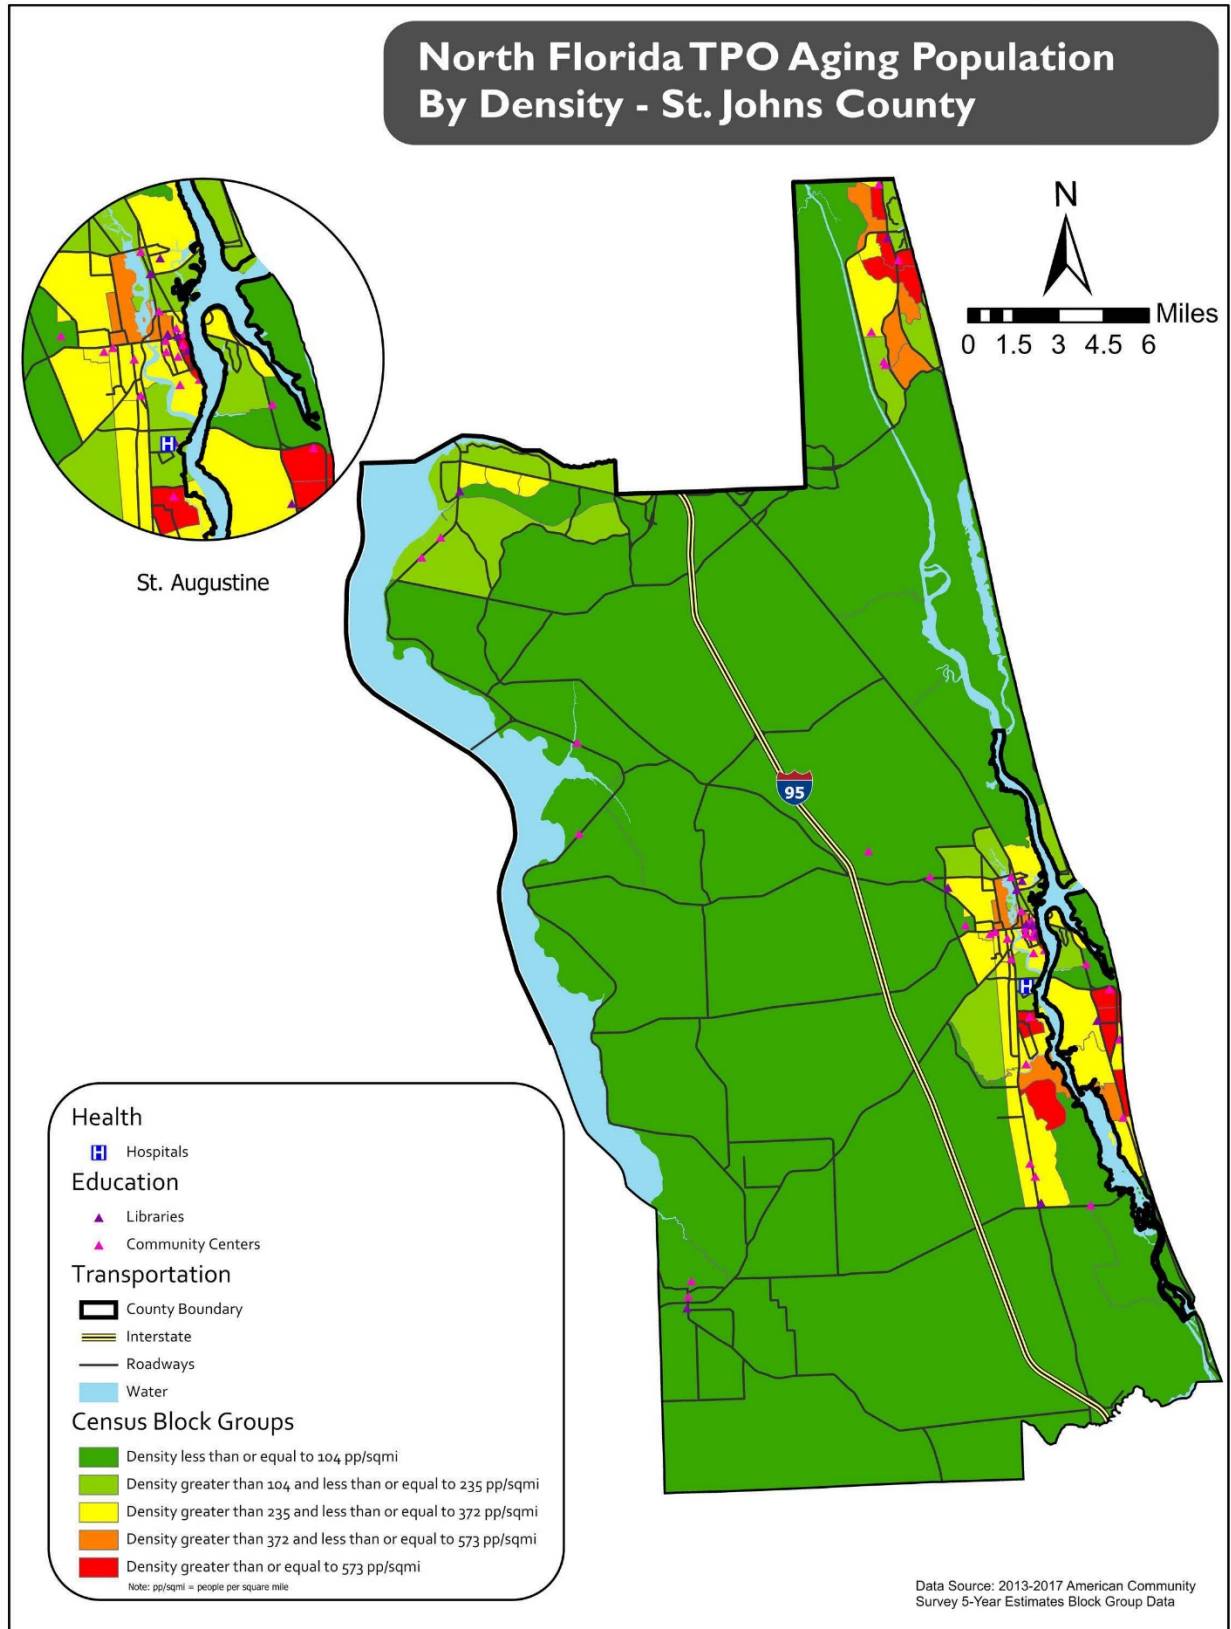 North Florida TPO Aging Population
By Density - St. Johns County
N
Miles
0 1.5 3 4.5 6
H
St. Augustine
95
H
Health
H Hospitals
Education
Libraries
Community Centers
Transportation
County Boundary
Interstate
Roadways
Water
Census Block Groups
Density less than or equal to 104 pp/sqmi
Density greater than 104 and less than or equal to 235 pp/sqmi
Density greater than 235 and less than or equal to 372 pp/sqmi
Density greater than 372 and less than or equal to 573 pp/sqmi
Density greater than or equal to 573 pp/sqmi
Note: pp/sqmi = people per square mile
Data Source: 2013-2017 American Community
Survey 5-Year Estimates Block Group Data